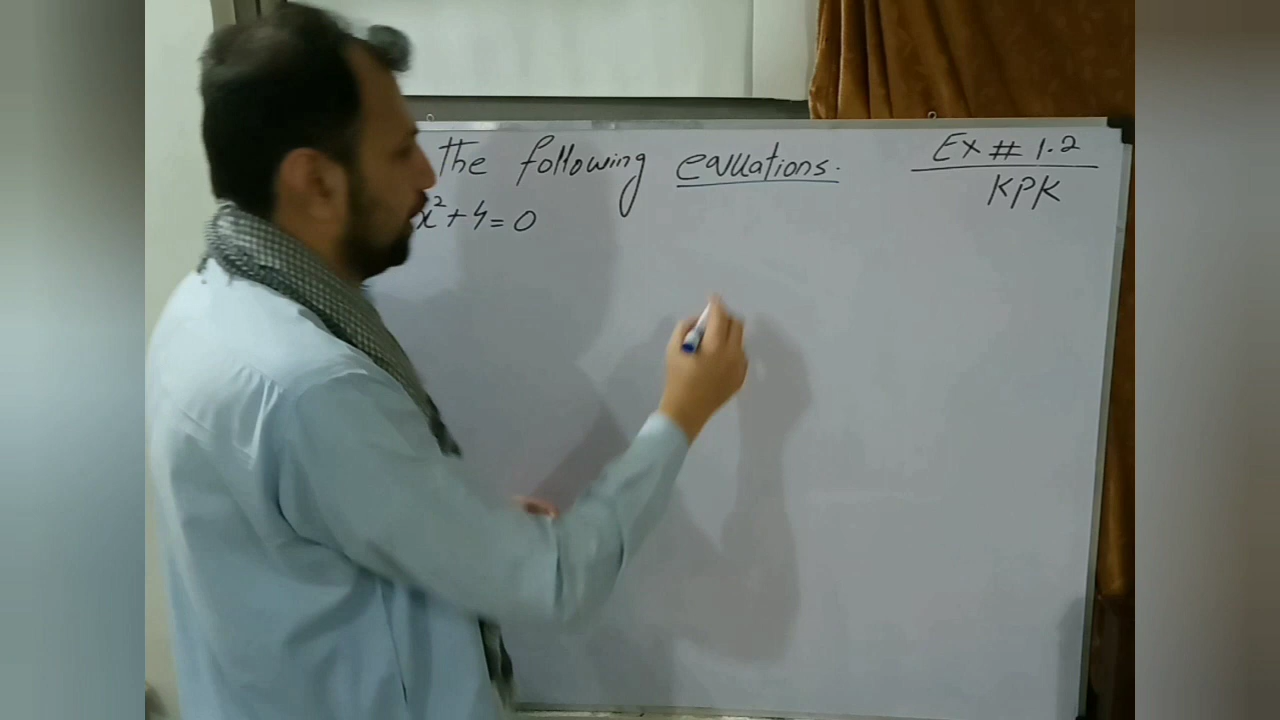 The following equations.
x²+4=0
Ex # 1.2
KPK